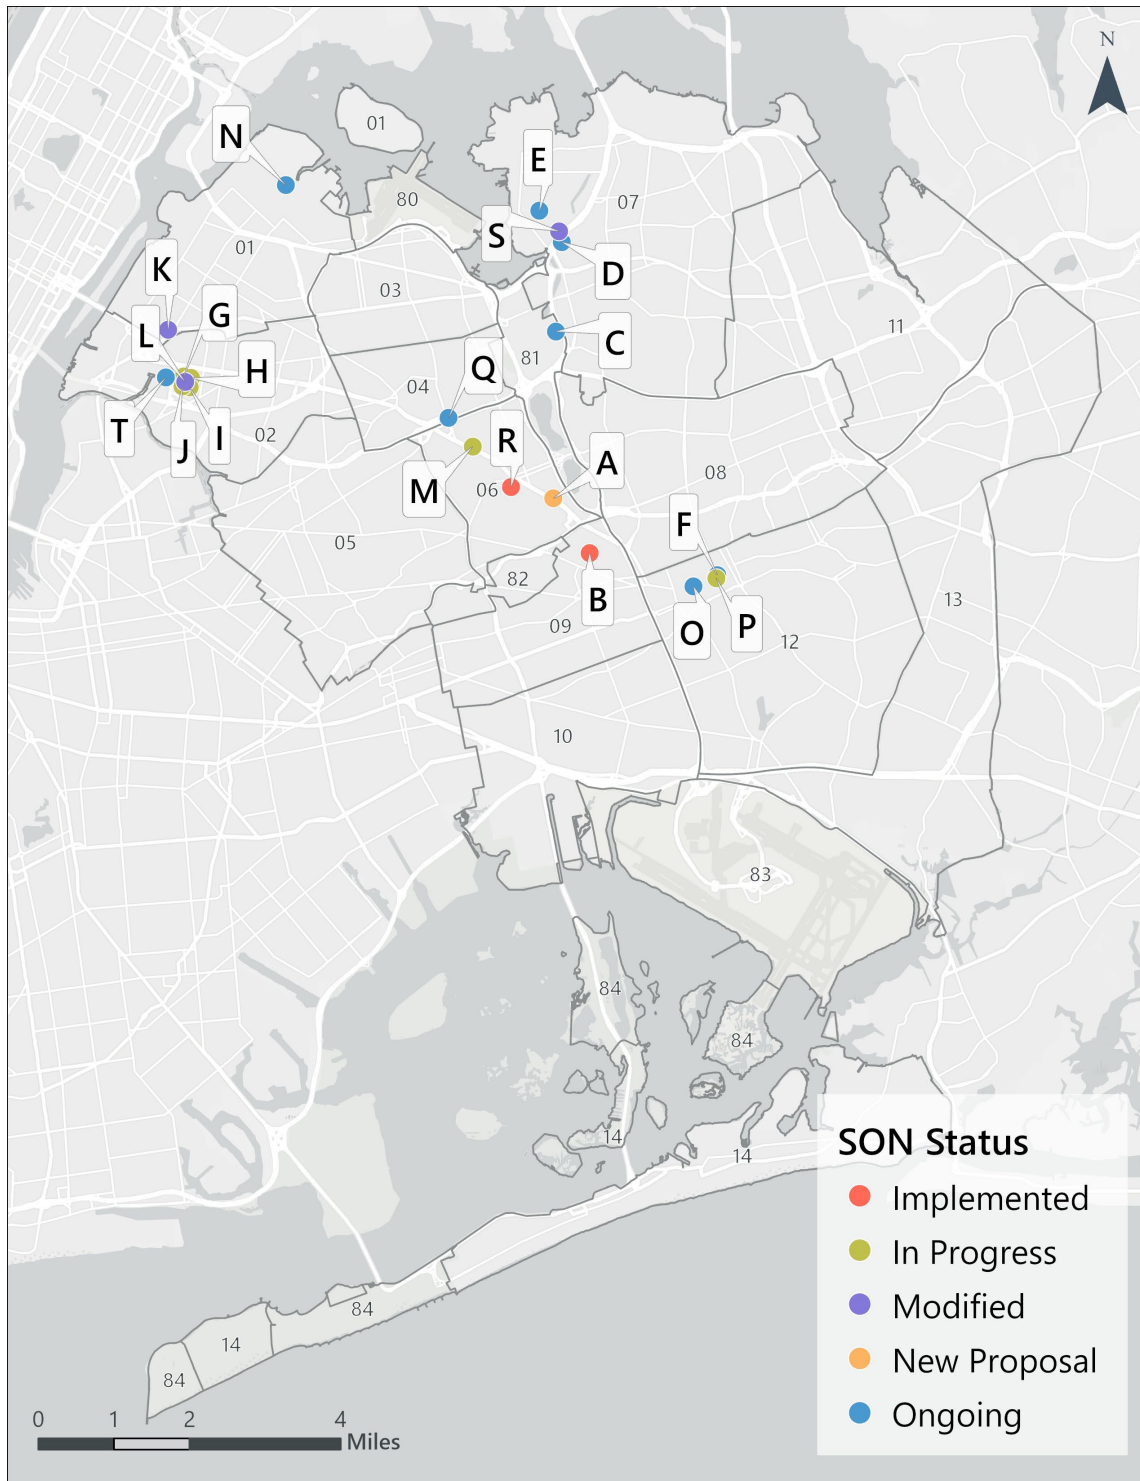 N
01
N
E
80
07
S
01
K
D
03
G
11
L
C
81
Q
H
04
T
I
02
R
J
A
08
M
06
F
05
82
B
13
09
O
P
12
10
83
84
84
14
14
SON Status
Implemented
In Progress
Modified
New Proposal
Ongoing
84
14
84
0 1 2 4
Miles